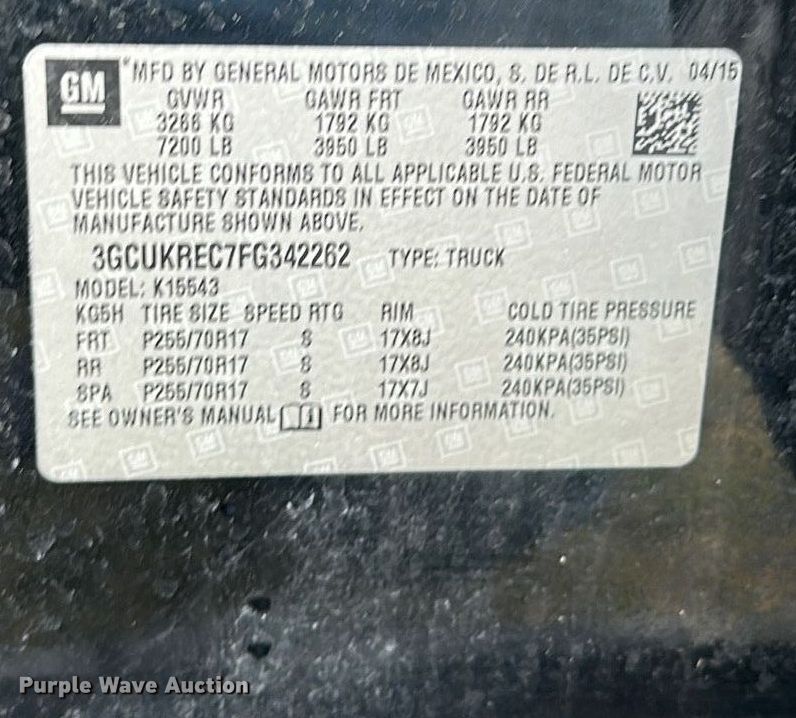 GM
*MFD BY GENERAL MOTORS DE MEXICO, S. DE R.L. DE C.V. 04/15
GVWR GAWR FRT GAWR RR
3266 KG 1792 KG 1792 KG
7200 LB 3950 LB 3950 LB
THIS VEHICLE CONFORMS TO ALL APPLICABLE U.S. FEDERAL MOTOR
VEHICLE SAFETY STANDARDS IN EFFECT ON THE DATE OF
MANUFACTURE SHOWN ABOVE.
3GCUKREC7FG342262 TYPE: TRUCK
MODEL: K15543
KG5H TIRE SIZE SPEED RTG RIM COLD TIRE PRESSURE
FRT P255/70R17 S 17X8J 240KPA(35PSI)
RR P255/70R17 S 17X8J 240KPA(35PSI)
SPA P255/70R17 S 17X7J 240KPA(35PSI)
SEE OWNER'S MANUAL FOR MORE INFORMATION.
Purple Wave Auction